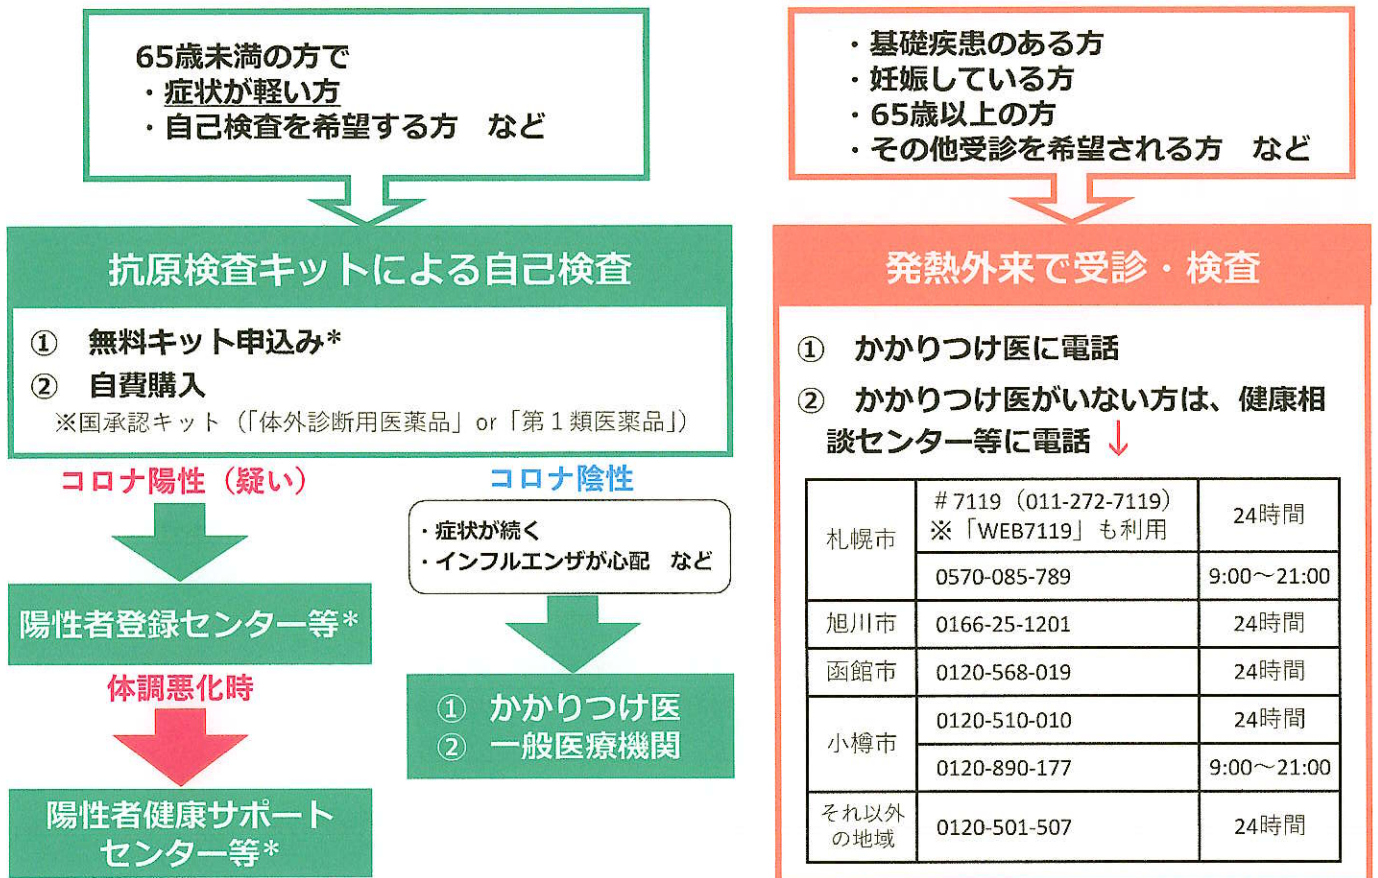 65歳未満の方で
・症状が軽い方
・自己検査を希望する方　など
抗原検査キットによる自己検査
①　無料キット申込み*
②　自費購入
※国承認キット（「体外診断用医薬品」or「第１類医薬品」）
コロナ陽性（疑い）
陽性者登録センター等*
体調悪化時
陽性者健康サポート
センター等*
コロナ陰性
・症状が続く
・インフルエンザが心配　など
①　かかりつけ医
②　一般医療機関
・基礎疾患のある方
・妊娠している方
・65歳以上の方
・その他受診を希望される方　など
発熱外来で受診・検査
①　かかりつけ医に電話
②　かかりつけ医がいない方は、健康相
談センター等に電話↓
札幌市
＃7119（011-272-7119）
※「WEB7119」も利用
24時間
0570-085-789
9:00～21:00
旭川市
0166-25-1201
24時間
函館市
0120-568-019
24時間
小樽市
0120-510-010
24時間
0120-890-177
9:00～21:00
それ以外
の地域
0120-501-507
24時間